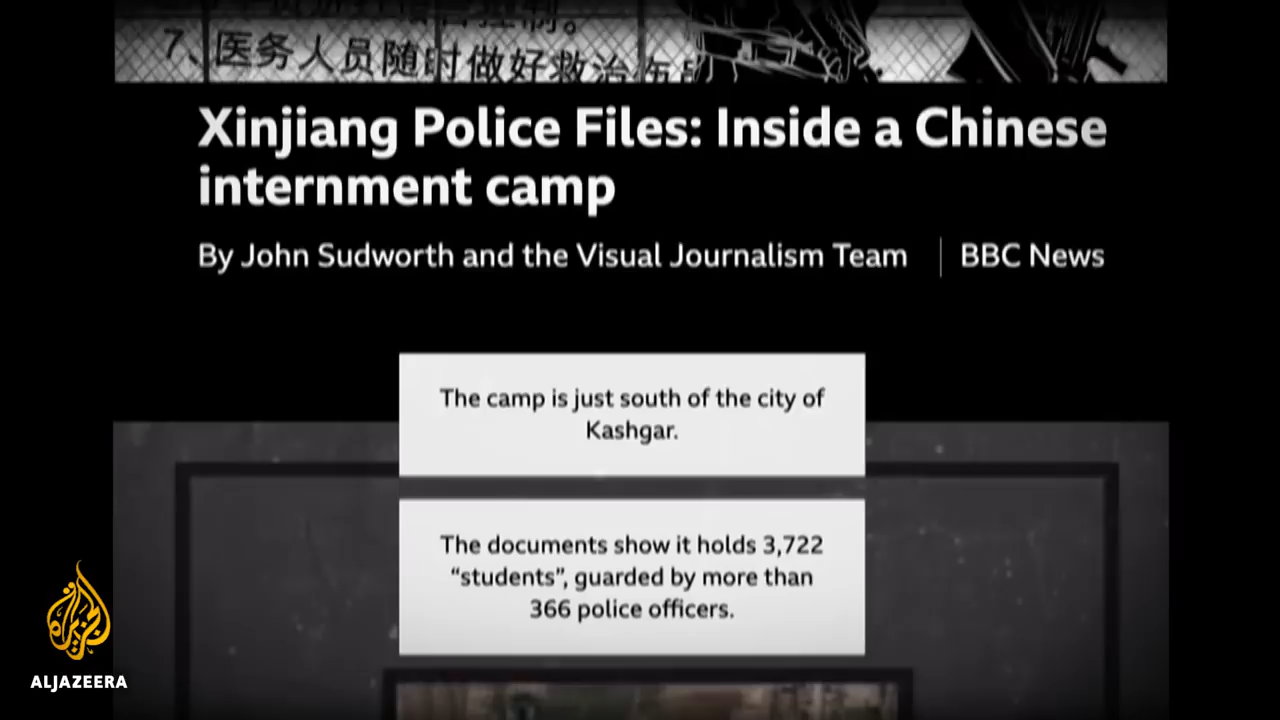 7、医务人员随时做好救治
Xinjiang Police Files: Inside a Chinese
internment camp
By John Sudworth and the Visual Journalism Team | BBC News
The camp is just south of the city of
Kashgar.
The documents show it holds 3,722
“students”, guarded by more than
366 police officers.
ALJAZEERA